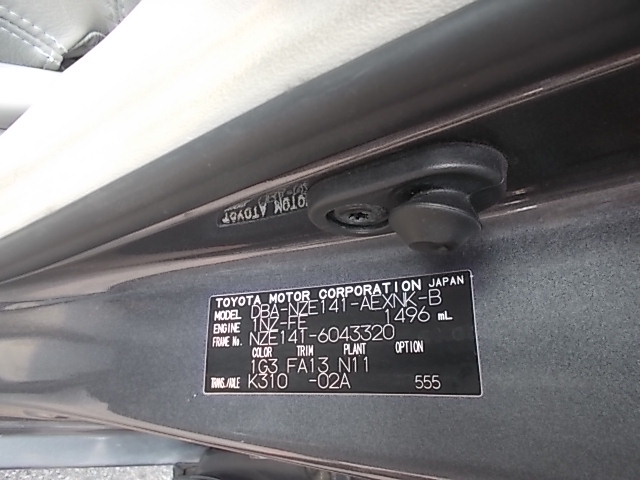 TOYOTA MOTOR CORPORATION JAPAN
MODEL DBA-NZE141-AEXNK-B
ENGINE 1NZ-FE 1496 mL
FRAME No. NZE141-6043320
COLOR TRIM PLANT OPTION
1G3 FA13 N11
TRANS./AXLE K310 -02A 555